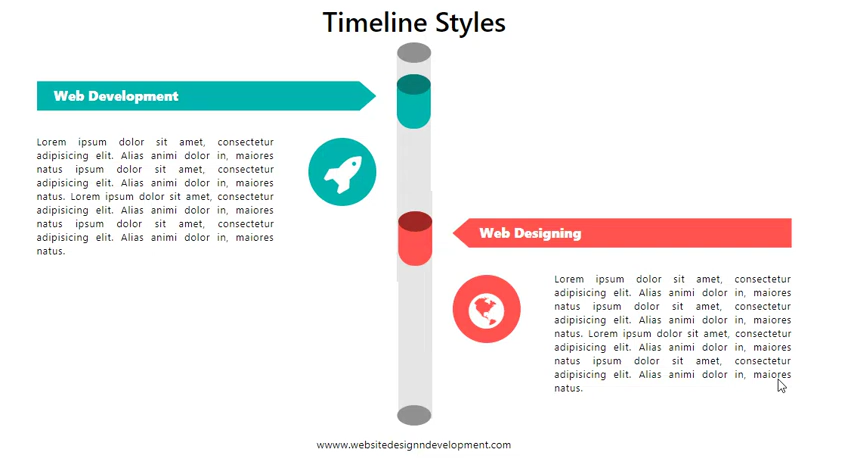 Timeline Styles
Web Development
Lorem ipsum dolor sit amet, consectetur
adipisicing elit. Alias animi dolor in, maiores
natus ipsum dolor sit amet, consectetur
adipisicing elit. Alias animi dolor in, maiores
natus. Lorem ipsum dolor sit amet, consectetur
adipisicing elit. Alias animi dolor in, maiores
natus ipsum dolor sit amet, consectetur
adipisicing elit. Alias animi dolor in, maiores
natus.
Web Designing
Lorem ipsum dolor sit amet, consectetur
adipisicing elit. Alias animi dolor in, maiores
natus ipsum dolor sit amet, consectetur
adipisicing elit. Alias animi dolor in, maiores
natus. Lorem ipsum dolor sit amet, consectetur
adipisicing elit. Alias animi dolor in, maiores
natus ipsum dolor sit amet, consectetur
adipisicing elit. Alias animi dolor in, maiores
natus.
wwww.websitedesignndevelopment.com